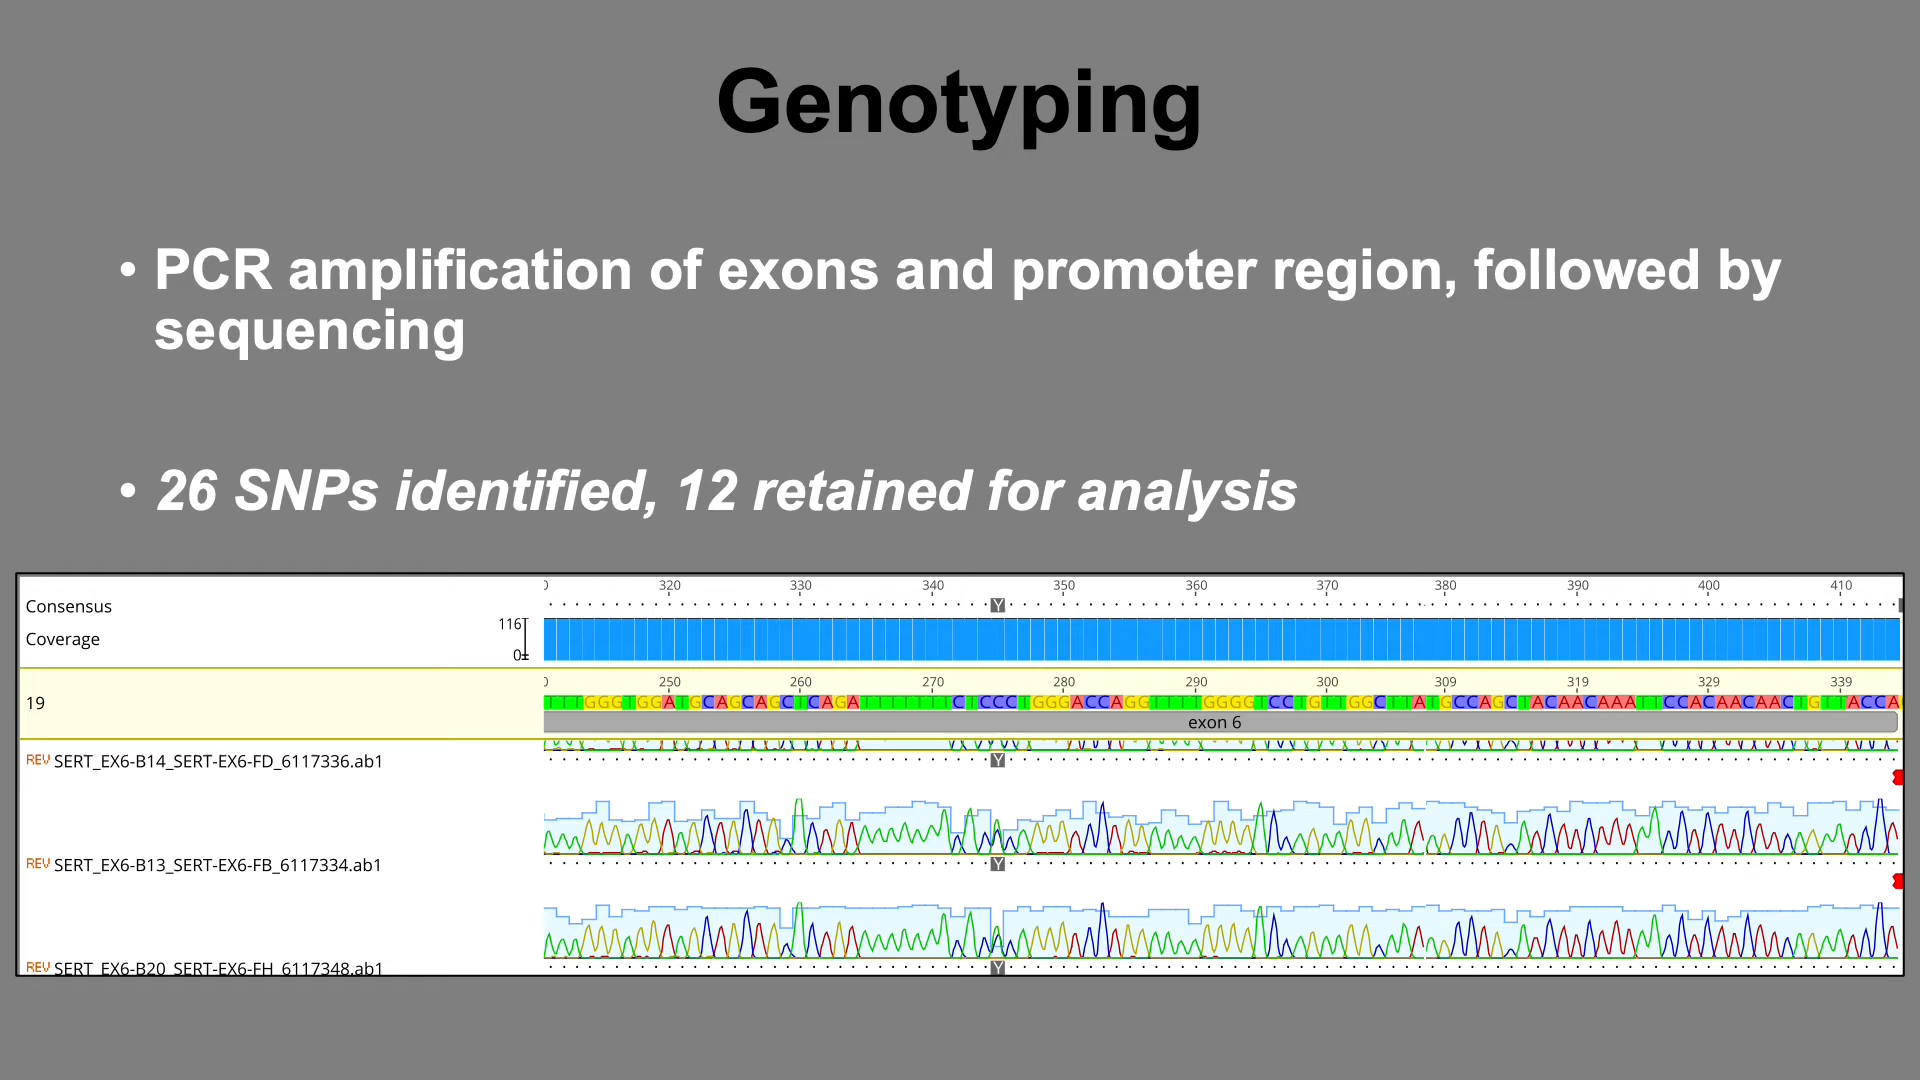 Genotyping
• PCR amplification of exons and promoter region, followed by
sequencing
• 26 SNPs identified, 12 retained for analysis
320 330 340 350 360 370 380 390 400 410
Consensus
Y
Coverage
116
0
250 260 270 280 290 300 309 319 329 339
19
TTTGGGTGGATGCAGCAGCTCAGATTTTTTTCTCCCTGGGACCAGGTTTTGGGGTCCTGTTGGCTTATGCCAGCTACAACAAATTCCACAACAACTGTTACCA
exon 6
REV SERT_EX6-B14_SERT-EX6-FD_6117336.ab1
Y
REV SERT_EX6-B13_SERT-EX6-FB_6117334.ab1
Y
REV SERT_EX6-B20_SERT-EX6-FH_6117348.ab1
Y